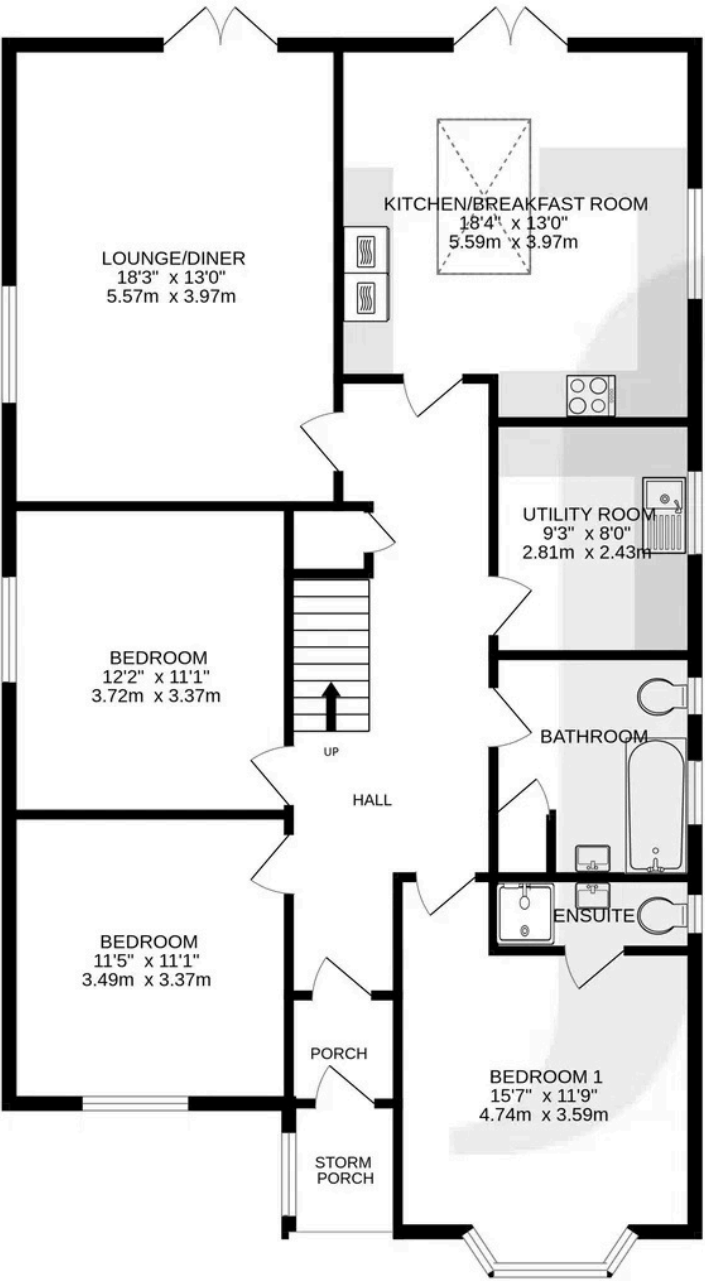 KITCHEN/BREAKFAST ROOM
18'4" x 13'0"
5.59m x 3.97m
LOUNGE/DINER
18'3" x 13'0"
5.57m x 3.97m
UTILITY ROOM
9'3" x 8'0"
2.81m x 2.43m
BEDROOM
12'2" x 11'1"
3.72m x 3.37m
BATHROOM
UP
HALL
ENSUITE
BEDROOM
11'5" x 11'1"
3.49m x 3.37m
PORCH
BEDROOM 1
15'7" x 11'9"
4.74m x 3.59m
STORM
PORCH